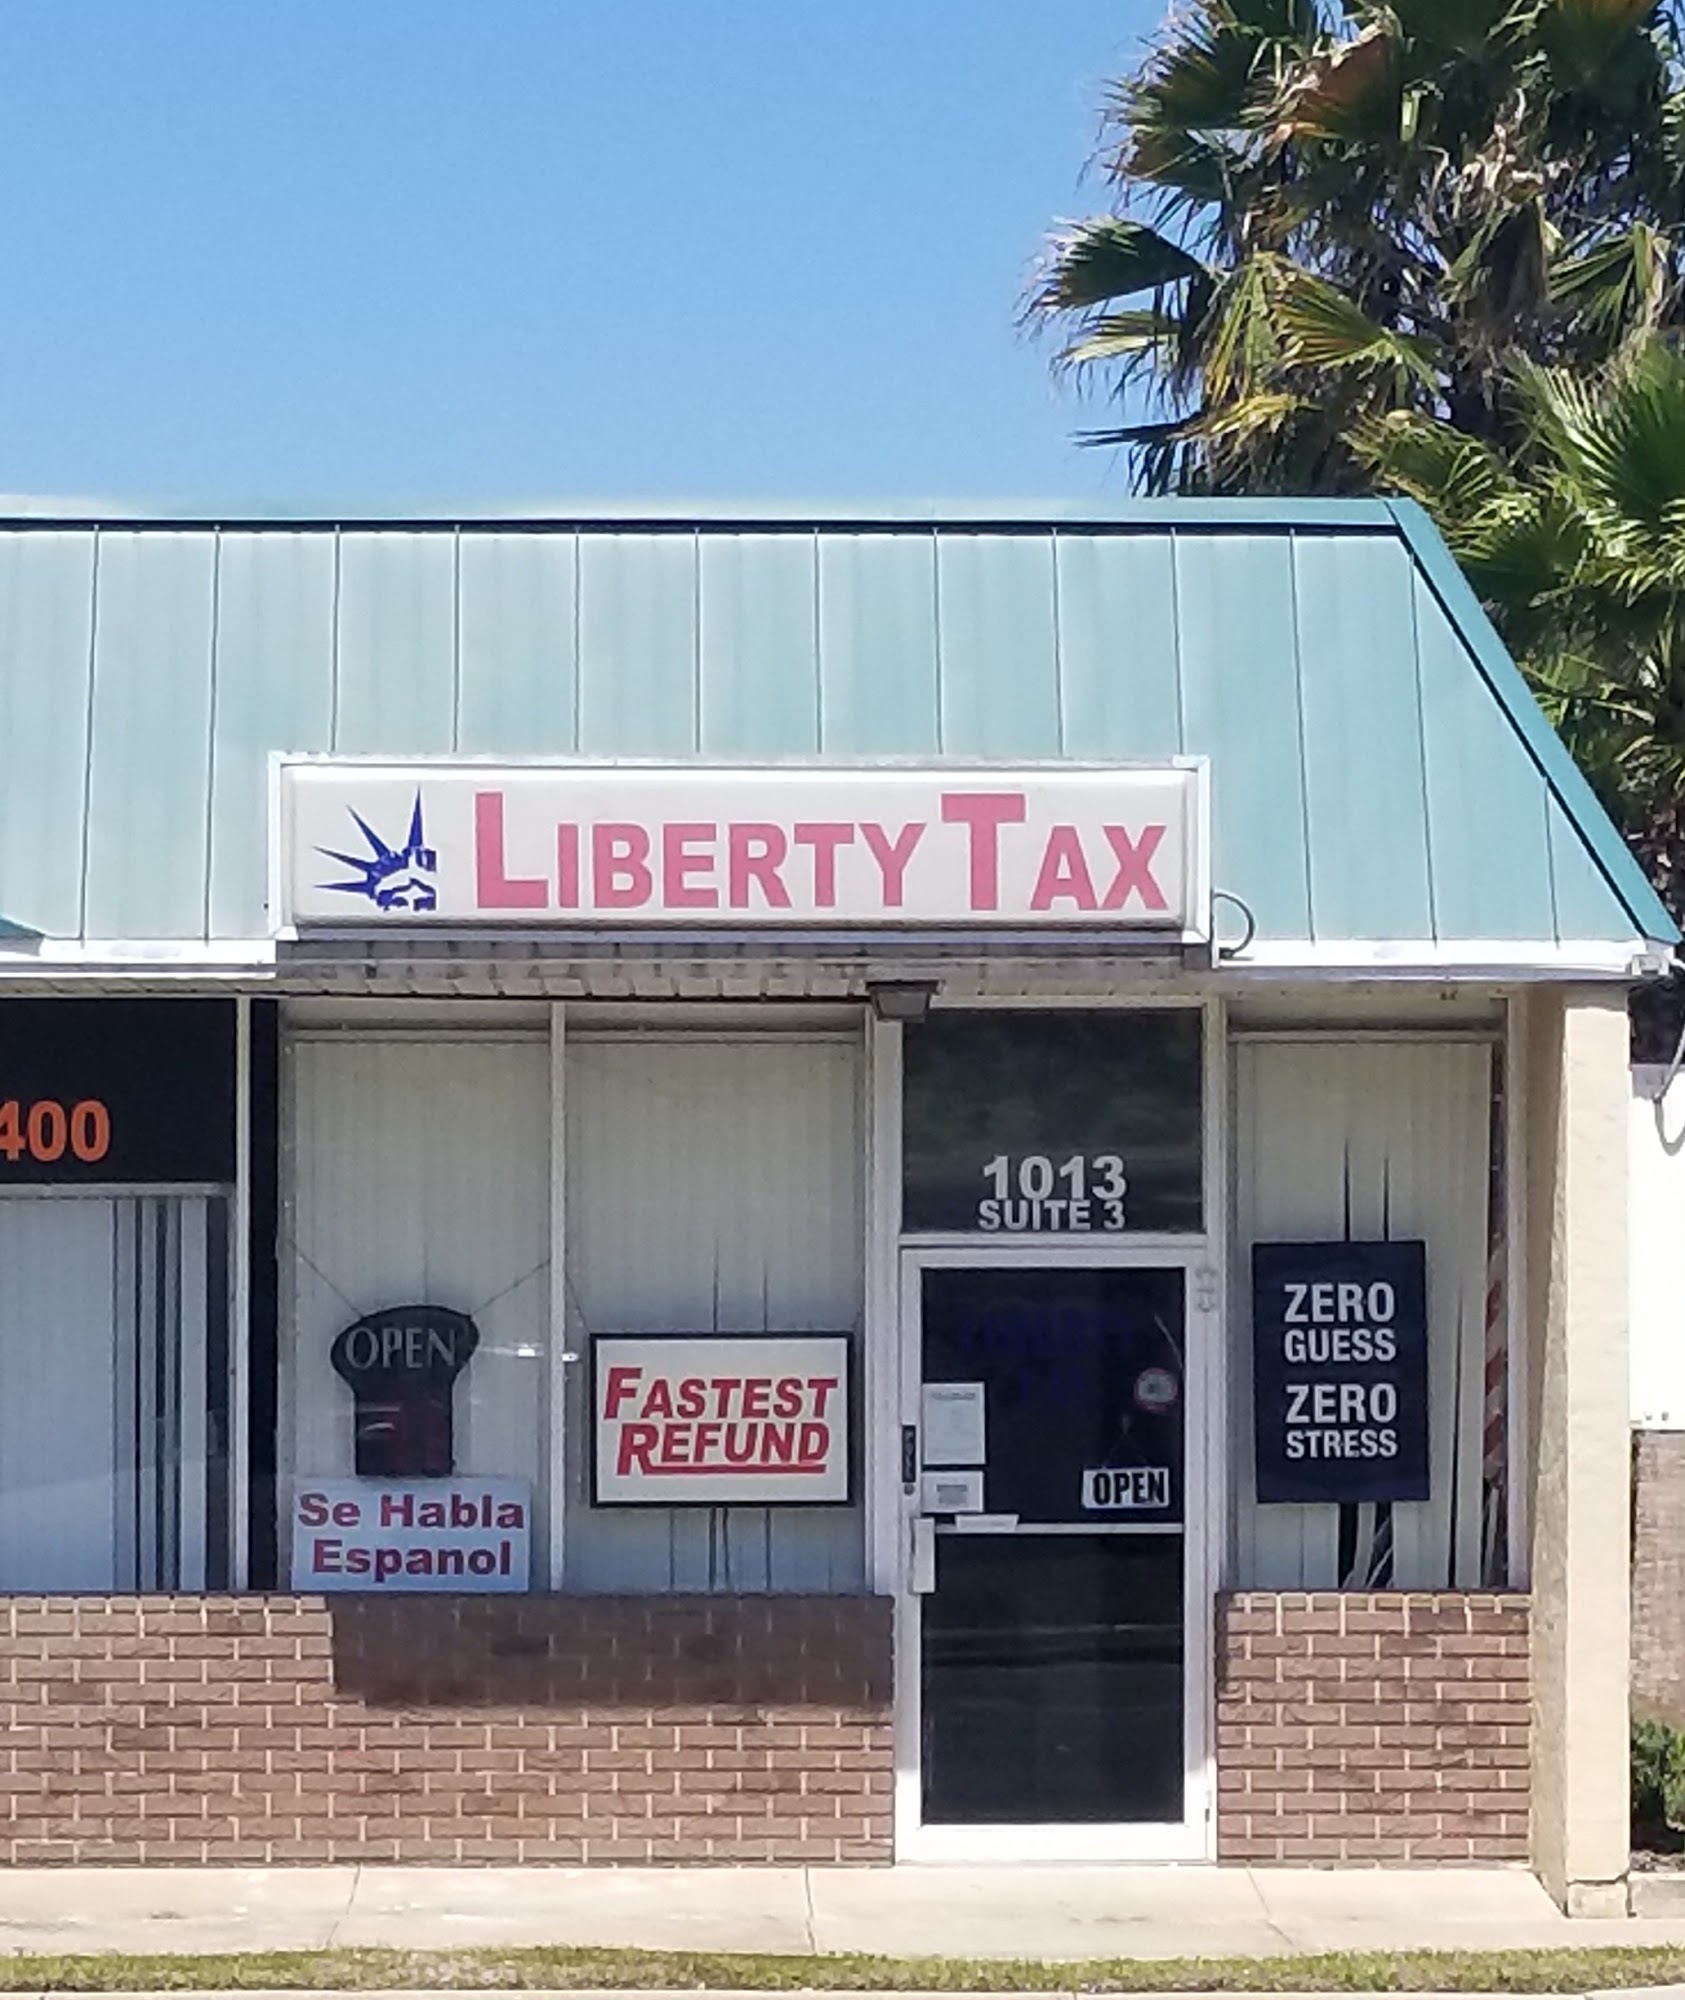 LIBERTY TAX
400
1013
SUITE 3
OPEN
FASTEST
REFUND
Se Habla
Espanol
OPEN
ZERO
GUESS
ZERO
STRESS